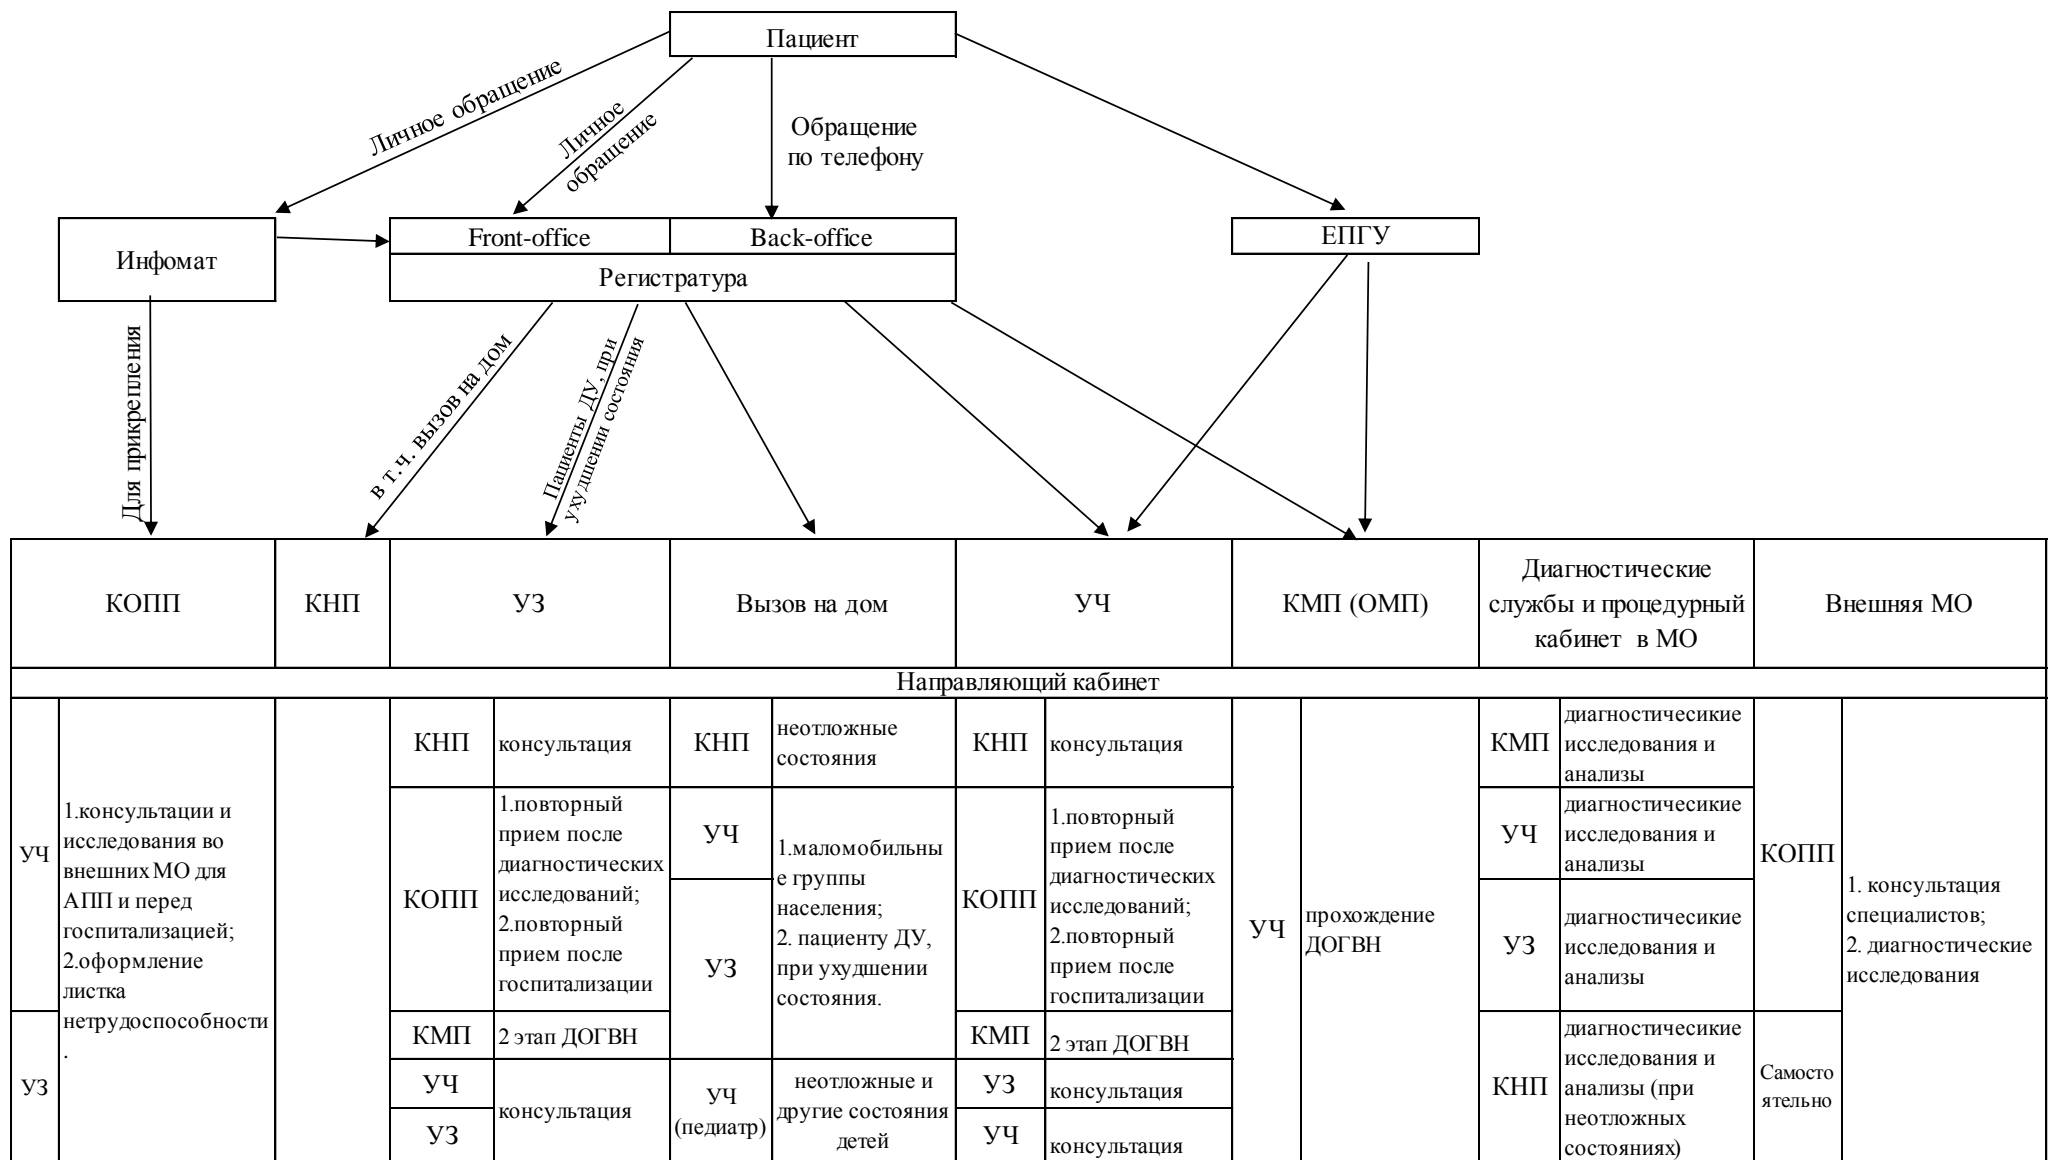 Пациент
Личное обращение
Личное
обращение
Обращение
по телефону
Инфомат
Front-office
Back-office
Регистратура
ЕПГУ
Для прикрепления
в т.ч. вызов на дом
Пациенты ДУ, при
ухудшении состояния
КОПП
КНП
УЗ
Вызов на дом
УЧ
КМП (ОМП)
Диагностические
службы и процедурный
кабинет в МО
Внешняя МО
Направляющий кабинет
УЧ
УЗ
1.консультации и
исследования во
внешних МО для
АПП и перед
госпитализацией;
2.оформление
листка
нетрудоспособности
.
КНП
консультация
КОПП
1.повторный
прием после
диагностических
исследований;
2.повторный
прием после
госпитализации
КМП
2 этап ДОГВН
УЧ
УЗ
консультация
КНП
неотложные
состояния
УЧ
УЗ
1.маломобильны
е группы
населения;
2. пациенту ДУ,
при ухудшении
состояния.
УЧ
(педиатр)
неотложные и
другие состояния
детей
КНП
консультация
КОПП
1.повторный
прием после
диагностических
исследований;
2.повторный
прием после
госпитализации
КМП
2 этап ДОГВН
УЗ
консультация
УЧ
консультация
УЧ
прохождение
ДОГВН
КМП
диагностичесикие
исследования и
анализы
УЧ
диагностичесикие
исследования и
анализы
УЗ
диагностичесикие
исследования и
анализы
КНП
диагностичесикие
исследования и
анализы (при
неотложных
состояниях)
КОПП
Самосто
ятельно
1. консультация
специалистов;
2. диагностические
исследования